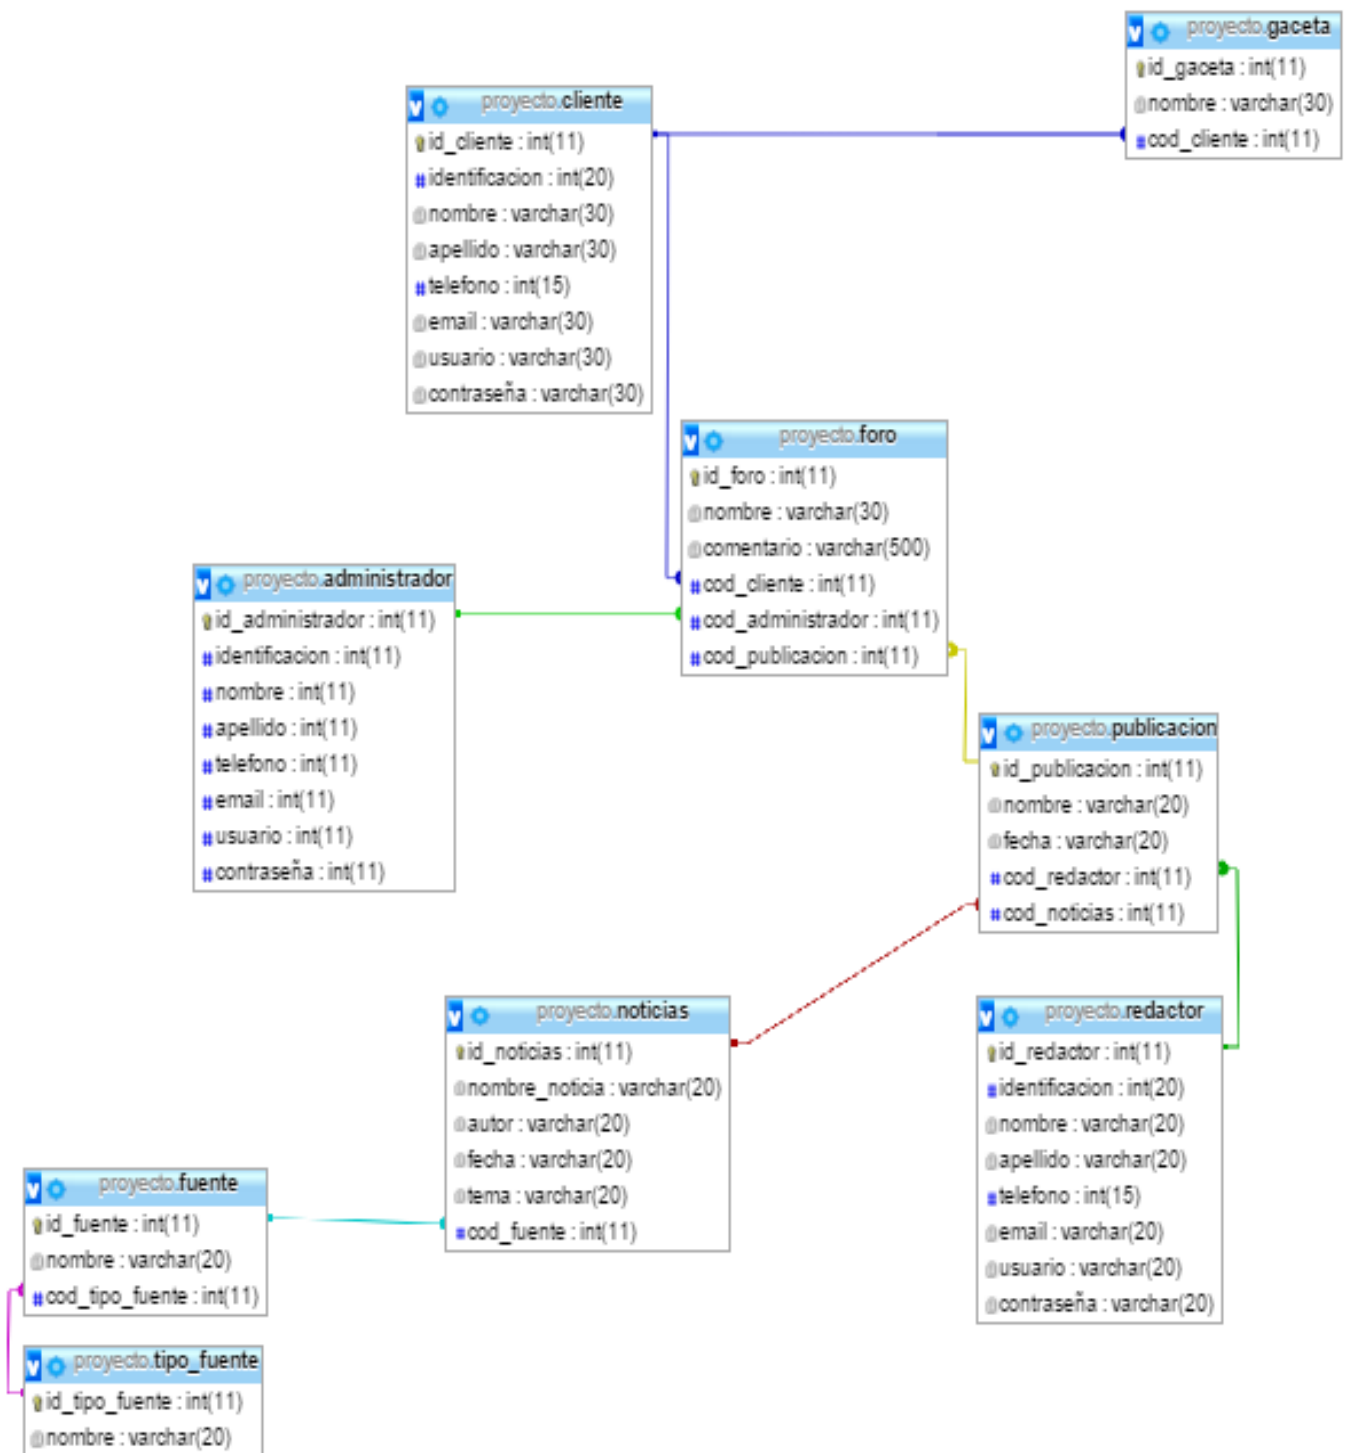 proyecto.gaceta
id_gaceta : int(11)
nombre : varchar(30)
cod_cliente : int(11)
proyecto.cliente
id_cliente : int(11)
identificacion : int(20)
nombre : varchar(30)
apellido : varchar(30)
telefono : int(15)
email : varchar(30)
usuario : varchar(30)
contraseña : varchar(30)
proyecto.foro
id_foro : int(11)
nombre : varchar(30)
comentario : varchar(500)
cod_cliente : int(11)
cod_administrador : int(11)
cod_publicacion : int(11)
proyecto.administrador
id_administrador : int(11)
identificacion : int(11)
nombre : int(11)
apellido : int(11)
telefono : int(11)
email : int(11)
usuario : int(11)
contraseña : int(11)
proyecto.publicacion
id_publicacion : int(11)
nombre : varchar(20)
fecha : varchar(20)
cod_redactor : int(11)
cod_noticias : int(11)
proyecto.noticias
id_noticias : int(11)
nombre_noticia : varchar(20)
autor : varchar(20)
fecha : varchar(20)
tema : varchar(20)
cod_fuente : int(11)
proyecto.redactor
id_redactor : int(11)
identificacion : int(20)
nombre : varchar(20)
apellido : varchar(20)
telefono : int(15)
email : varchar(20)
usuario : varchar(20)
contraseña : varchar(20)
proyecto.fuente
id_fuente : int(11)
nombre : varchar(20)
cod_tipo_fuente : int(11)
proyecto.tipo_fuente
id_tipo_fuente : int(11)
nombre : varchar(20)